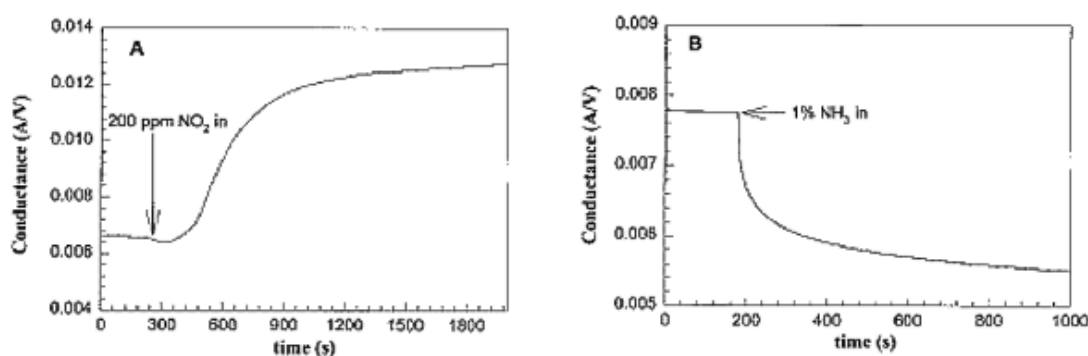 A
0.014
0.012
0.010
0.008
0.006
0.004
Conductance (A/V)
200 ppm NO₂ in
0 300 600 900 1200 1500 1800
time (s)
B
0.009
0.008
0.007
0.006
0.005
Conductance (A/V)
1% NH₃ in
0 200 400 600 800 1000
time (s)